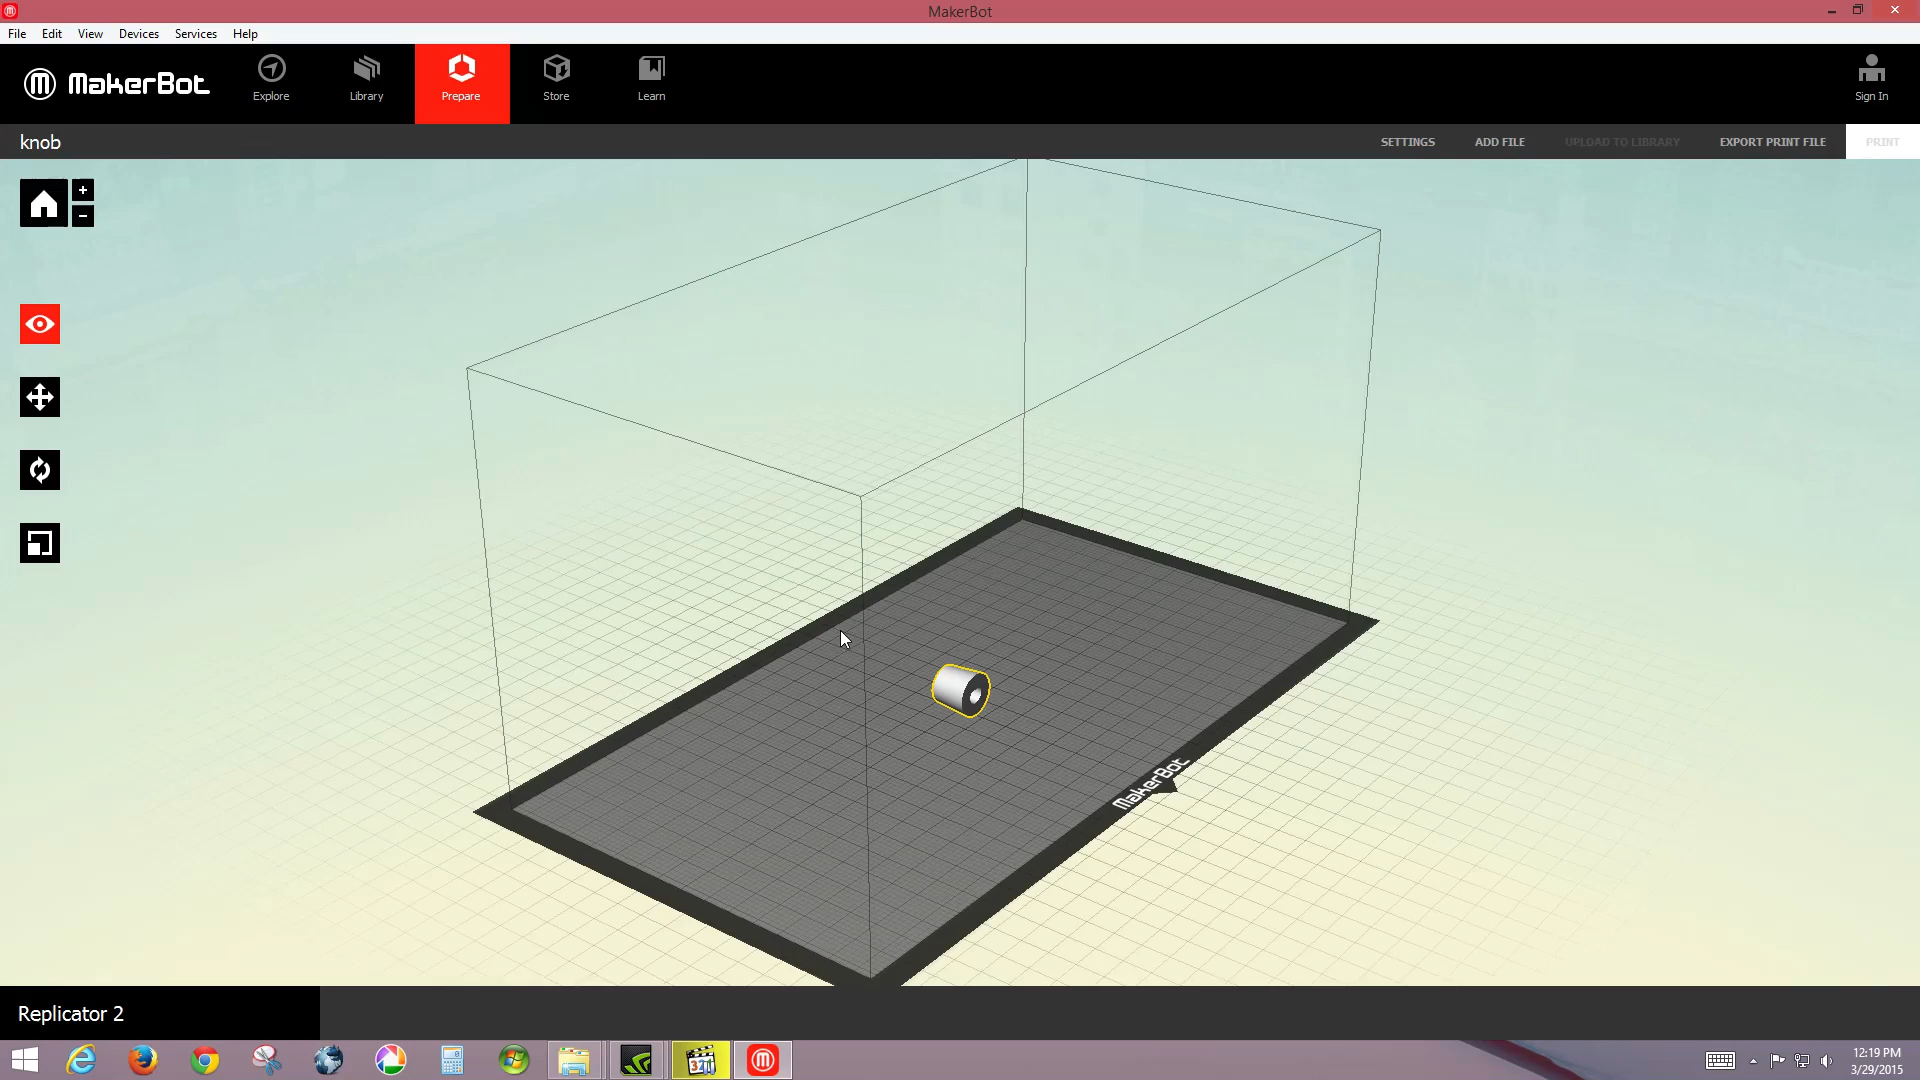 MakerBot
File Edit View Devices Services Help
MakerBot
Explore
Library
Prepare
Store
Learn
Sign In
knob
SETTINGS
ADD FILE
UPLOAD TO LIBRARY
EXPORT PRINT FILE
PRINT
+
-
MakerBot
Replicator 2
321
12:19 PM
3/29/2015